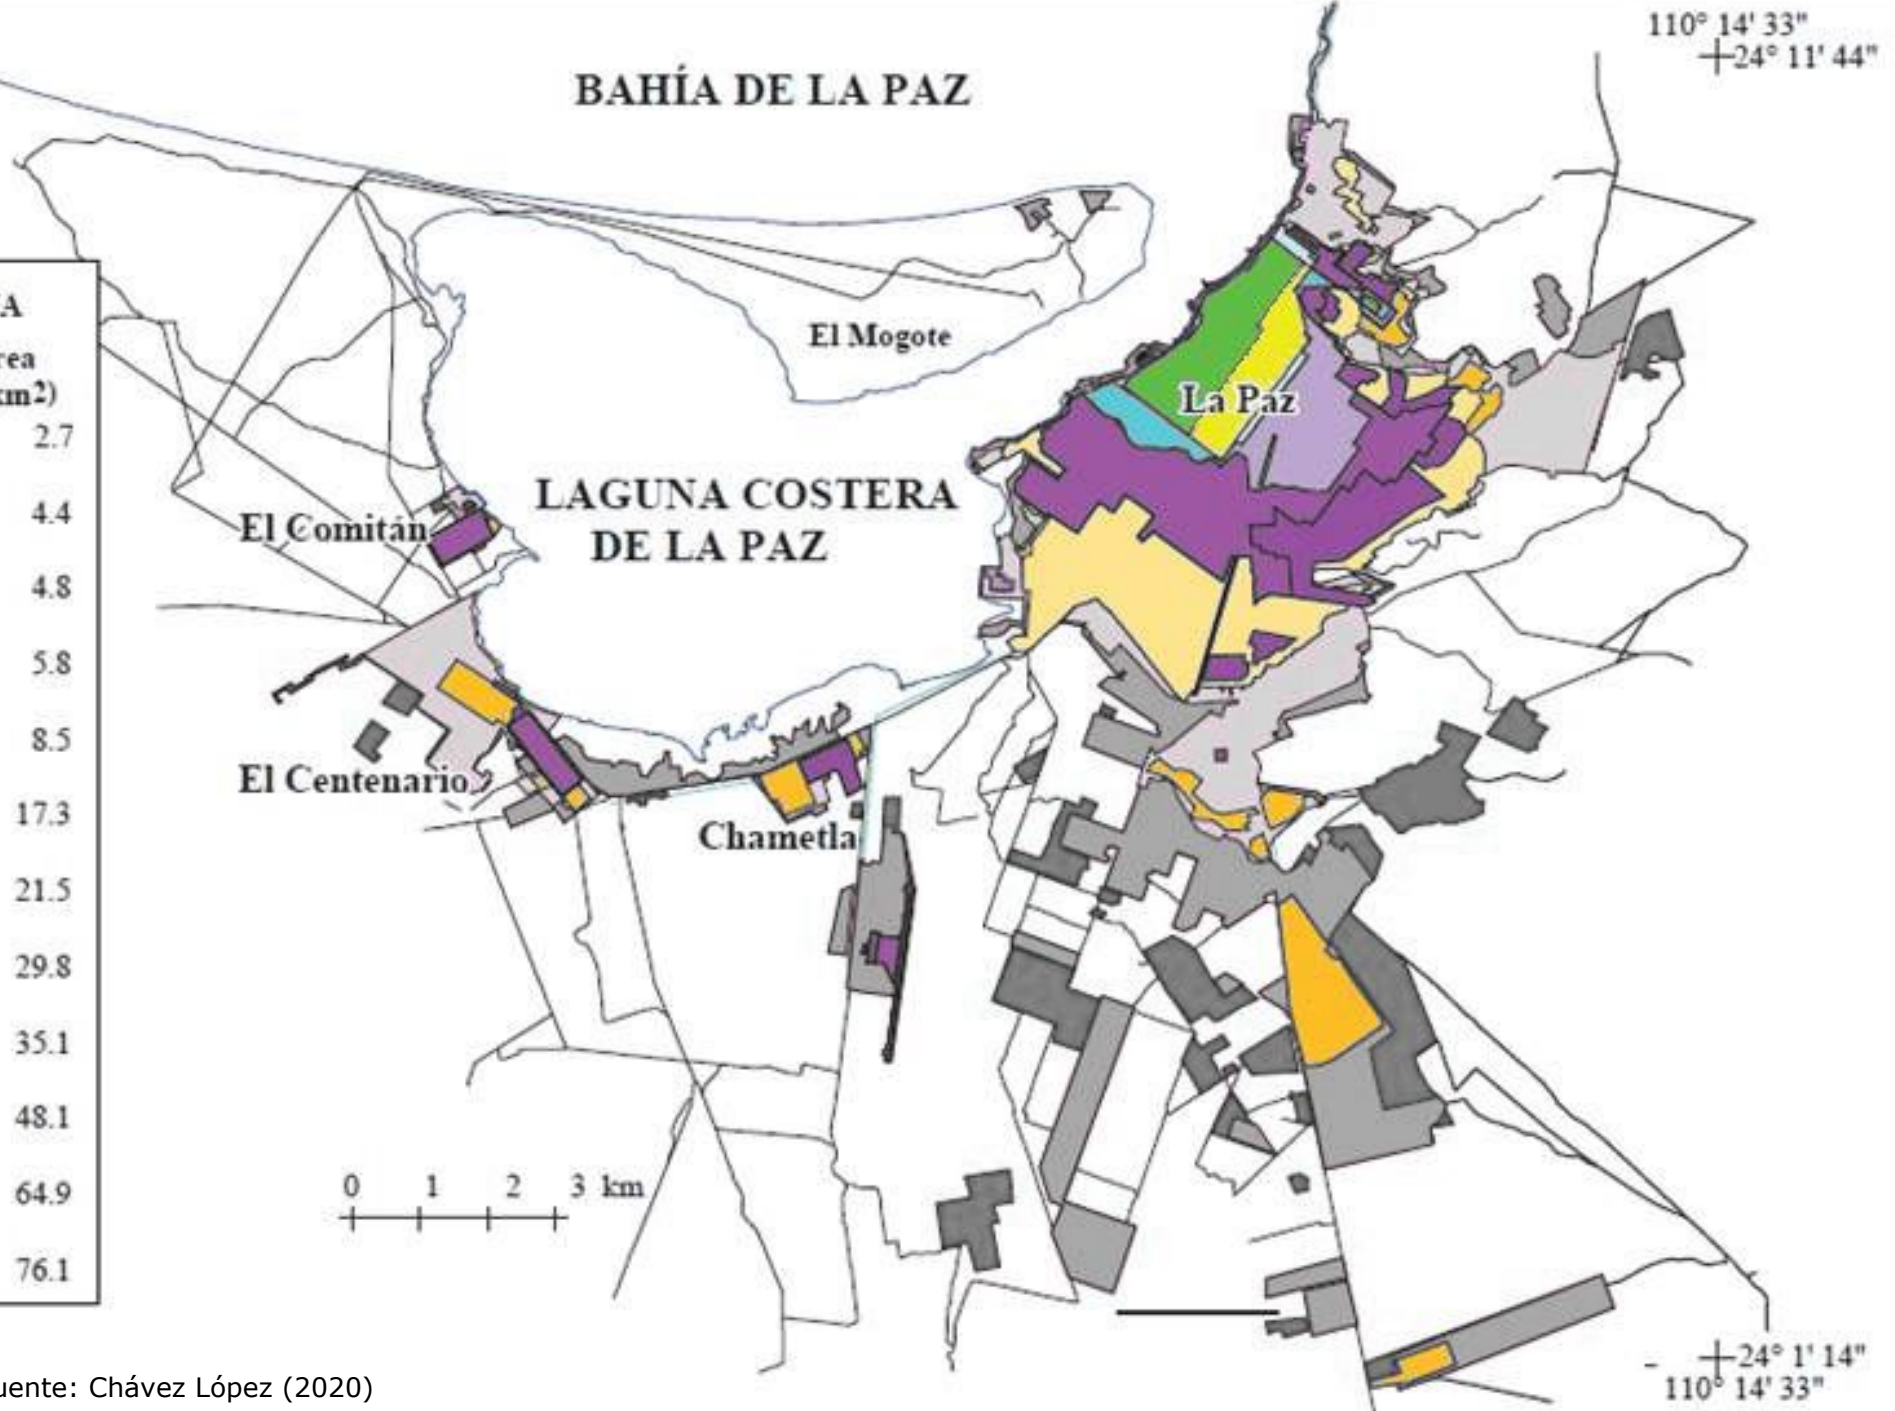 110° 14' 33"
24° 11' 44"
BAHÍA DE LA PAZ
A
rea
km2)
2.7
4.4
4.8
5.8
8.5
17.3
21.5
29.8
35.1
48.1
64.9
76.1
El Mogote
La Paz
LAGUNA COSTERA
DE LA PAZ
El Comitán
El Centenario
Chametla
0 1 2 3 km
24° 1' 14"
110° 14' 33"
uente: Chávez López (2020)